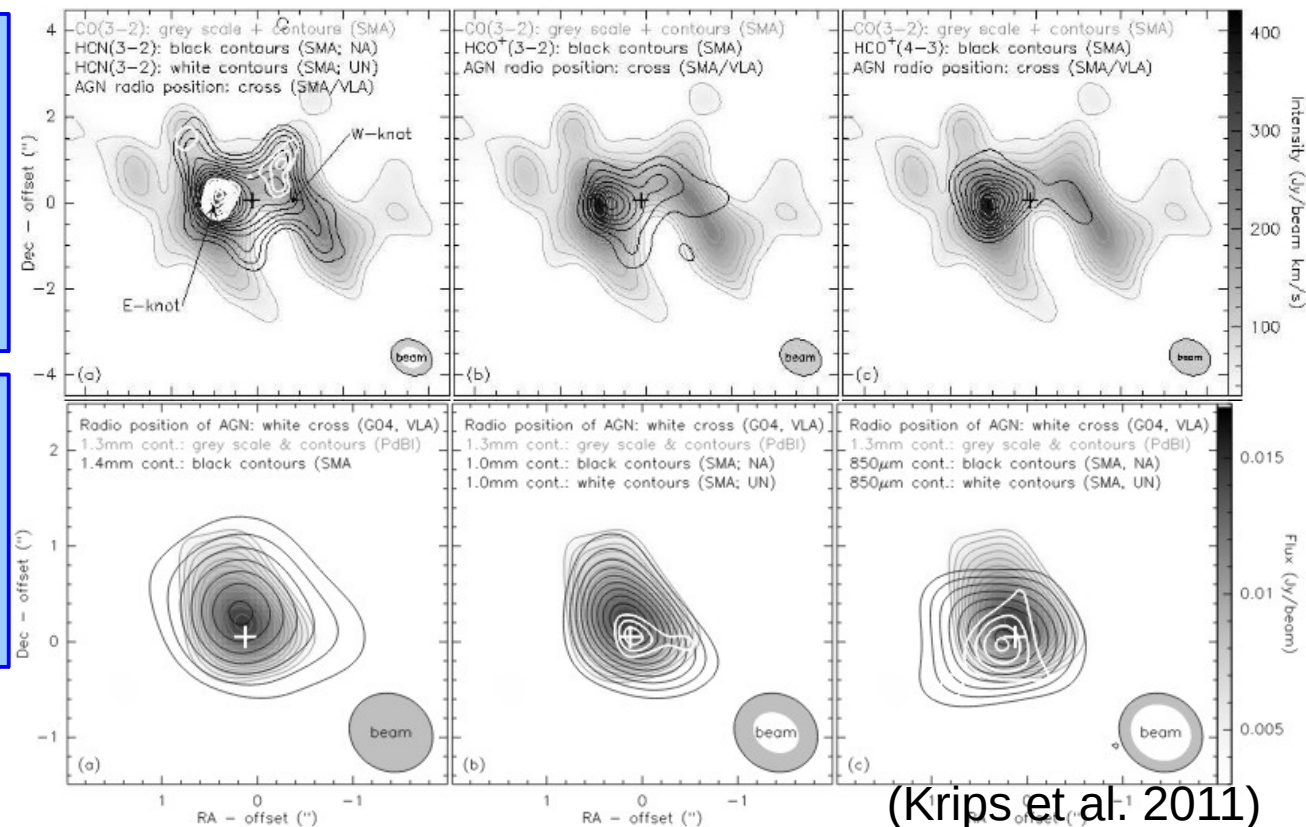 CO(3-2): grey scale + contours (SMA)
HCN(3-2): black contours (SMA; NA)
HCN(3-2): white contours (SMA; UN)
AGN radio position: cross (SMA/VLA)
W-knot
E-knot
beam
(a)
CO(3-2): grey scale + contours (SMA)
HCO+(3-2): black contours (SMA)
AGN radio position: cross (SMA/VLA)
beam
(b)
CO(3-2): grey scale + contours (SMA)
HCO+(4-3): black contours (SMA)
AGN radio position: cross (SMA/VLA)
beam
(c)
4
2
0
-2
-4
Dec - offset (")
400
300
200
100
Intensity (Jy/beam km/s)
Radio position of AGN: white cross (G04, VLA)
1.3mm cont.: grey scale & contours (PdBI)
1.4mm cont.: black contours (SMA
beam
(a)
Radio position of AGN: white cross (G04, VLA)
1.3mm cont.: grey scale & contours (PdBI)
1.0mm cont.: black contours (SMA; NA)
1.0mm cont.: white contours (SMA; UN)
beam
(b)
Radio position of AGN: white cross (G04, VLA)
1.3mm cont.: grey scale & contours (PdBI)
850μm cont.: black contours (SMA, NA)
850μm cont.: white contours (SMA, UN)
beam
(c)
2
1
0
-1
Dec - offset (")
0.015
0.010
0.005
Flux (Jy/beam)
1 0 -1
RA - offset (")
1 0 -1
RA - offset (")
1 0 -1
RA - offset (")
(Krips et al. 2011)